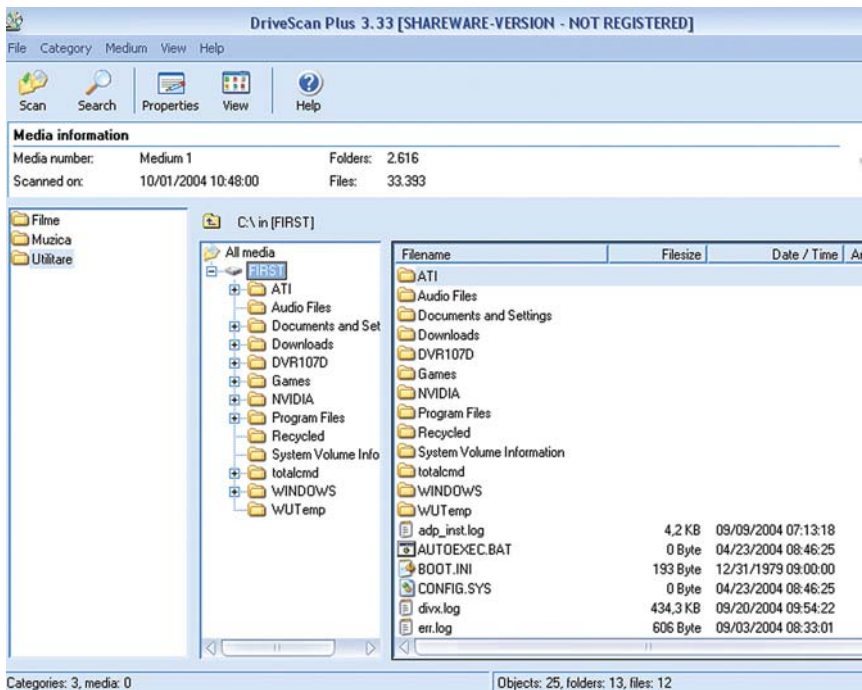 DriveScan Plus 3.33 [SHAREWARE-VERSION - NOT REGISTERED]
File Category Medium View Help
Scan Search Properties View Help
Media information
Media number: Medium 1 Folders: 2.616
Scanned on: 10/01/2004 10:48:00 Files: 33.393
Filme
Muzica
Utilitare
C:\ in [FIRST]
All media
FIRST
ATI
Audio Files
Documents and Set
Downloads
DVR107D
Games
NVIDIA
Program Files
Recycled
System Volume Info
totalcmd
WINDOWS
WUTemp
Filename Filesize Date / Time
ATI
Audio Files
Documents and Settings
Downloads
DVR107D
Games
NVIDIA
Program Files
Recycled
System Volume Information
totalcmd
WINDOWS
WUTemp
adp_inst.log 4,2 KB 09/09/2004 07:13:18
AUTOEXEC.BAT 0 Byte 04/23/2004 08:46:25
BOOT.INI 193 Byte 12/31/1979 09:00:00
CONFIG.SYS 0 Byte 04/23/2004 08:46:25
divx.log 434,3 KB 09/20/2004 09:54:22
err.log 606 Byte 09/03/2004 08:33:01
Categories: 3, media: 0 Objects: 25, folders: 13, files: 12